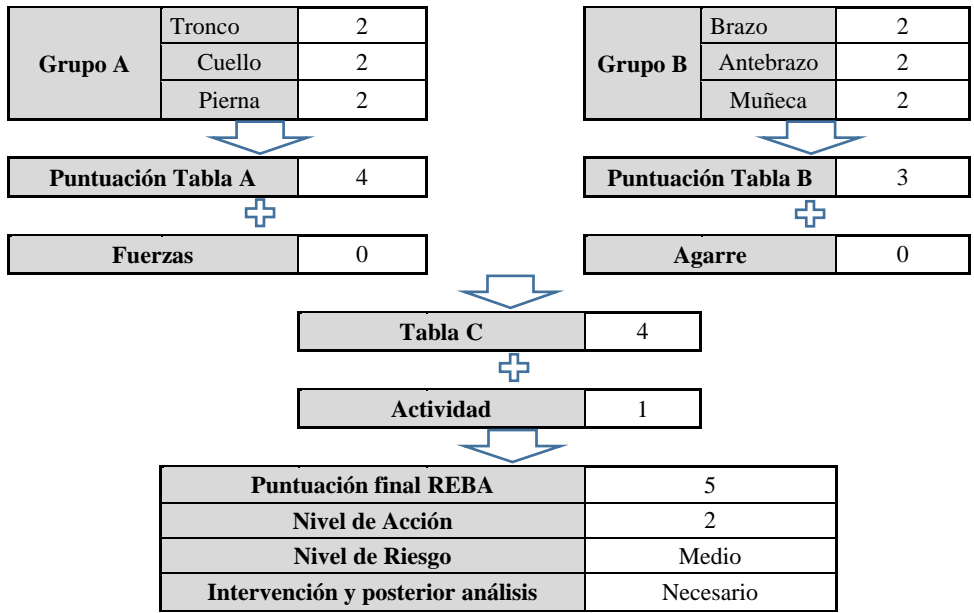 Grupo A
Tronco 2
Cuello 2
Pierna 2
Grupo B
Brazo 2
Antebrazo 2
Muñeca 2
Puntuación Tabla A 4
Puntuación Tabla B 3
Fuerzas 0
Agarre 0
Tabla C 4
Actividad 1
Puntuación final REBA 5
Nivel de Acción 2
Nivel de Riesgo Medio
Intervención y posterior análisis Necesario